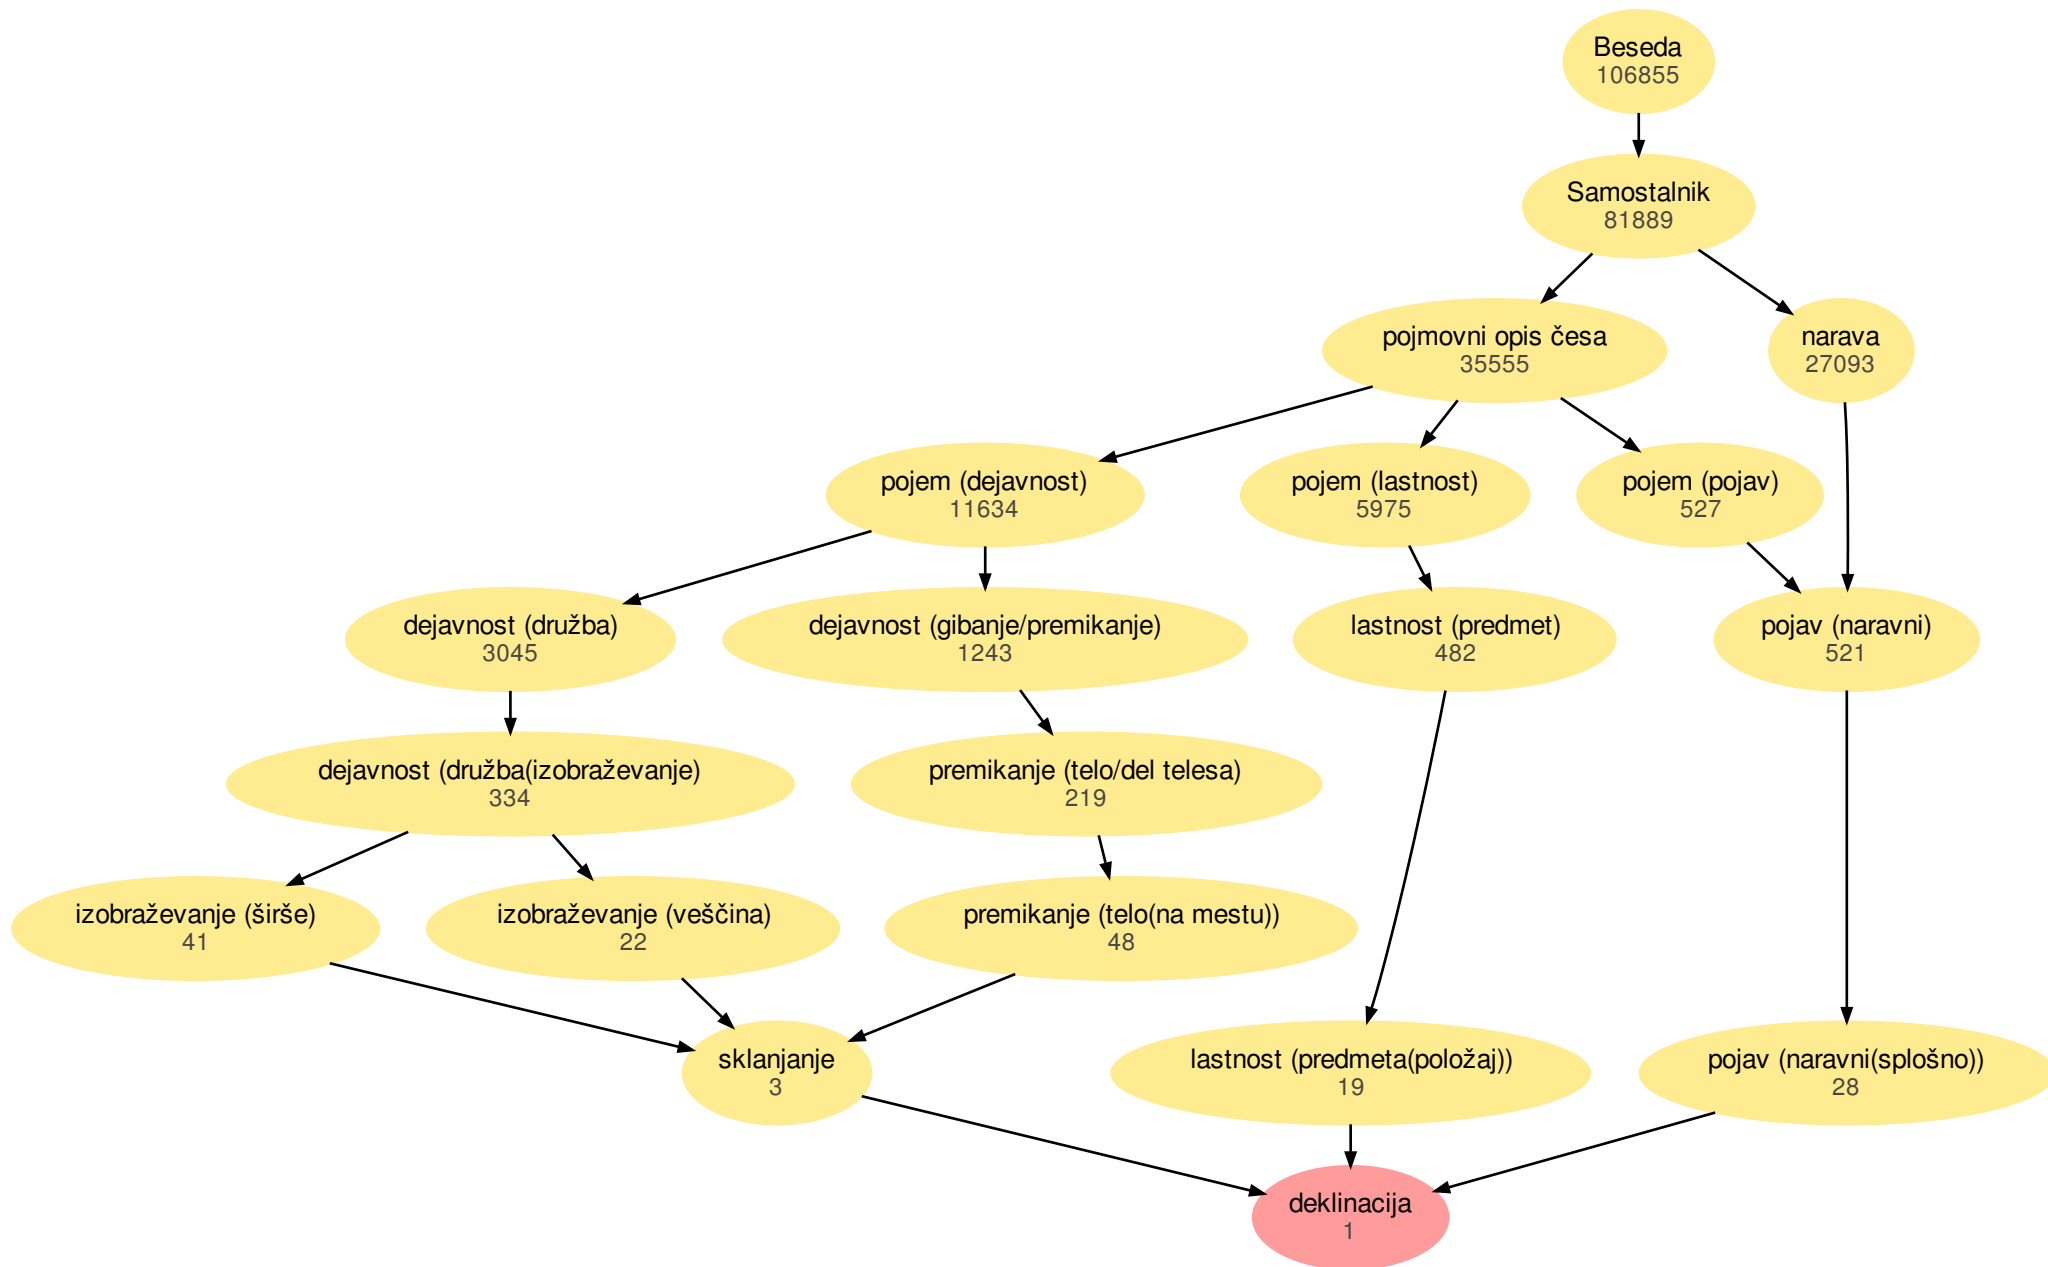 Beseda
106855
Samostalnik
81889
pojmovni opis česa
35555
narava
27093
pojem (dejavnost)
11634
pojem (lastnost)
5975
pojem (pojav)
527
dejavnost (družba)
3045
dejavnost (gibanje/premikanje)
1243
lastnost (predmet)
482
pojav (naravni)
521
dejavnost (družba(izobraževanje)
334
premikanje (telo/del telesa)
219
izobraževanje (širše)
41
izobraževanje (veščina)
22
premikanje (telo(na mestu))
48
sklanjanje
3
lastnost (predmeta(položaj))
19
pojav (naravni(splošno))
28
deklinacija
1